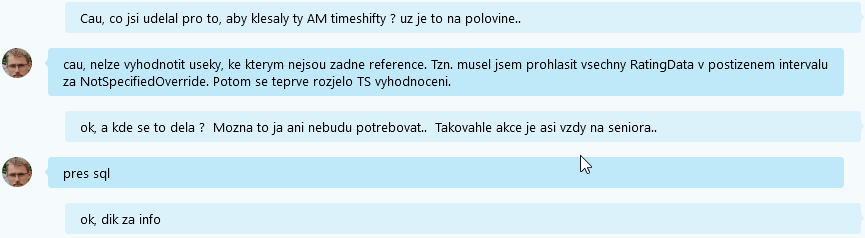 Cau, co jsi udelal pro to, aby klesaly ty AM timeshifty ? uz je to na polovine..
cau, nelze vyhodnotit useky, ke kterym nejsou zadne reference. Tzn. musel jsem prohlasit vsechny RatingData v postizenem intervalu
za NotSpecifiedOverride. Potom se teprve rozjelo TS vyhodnoceni.
ok, a kde se to dela ?  Mozna to ja ani nebudu potrebovat..  Takovahle akce je asi vzdy na seniora..
pres sql
ok, dik za info